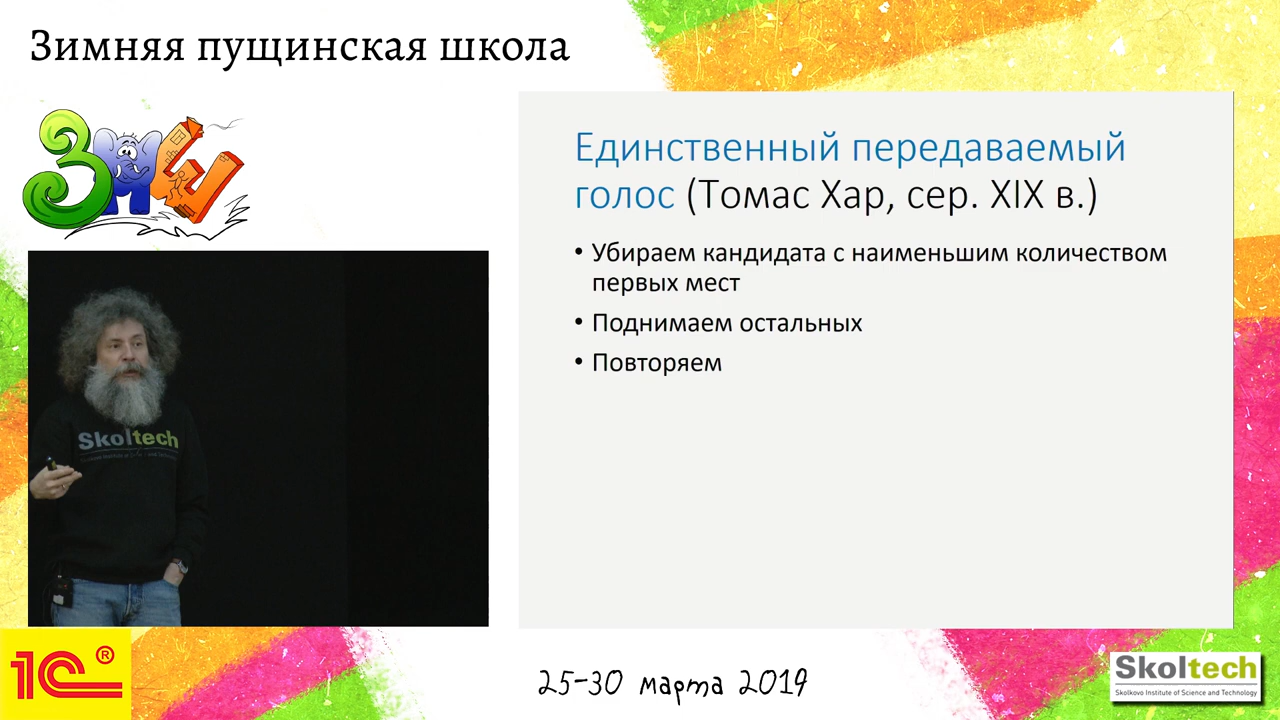 Зимняя пущинская школа
ЗПШ
Единственный передаваемый
голос (Томас Хар, сер. XIX в.)
• Убираем кандидата с наименьшим количеством
первых мест
• Поднимаем остальных
• Повторяем
Skoltech
1С®
25-30 марта 2019
Skoltech
Skolkovo Institute of Science and Technology